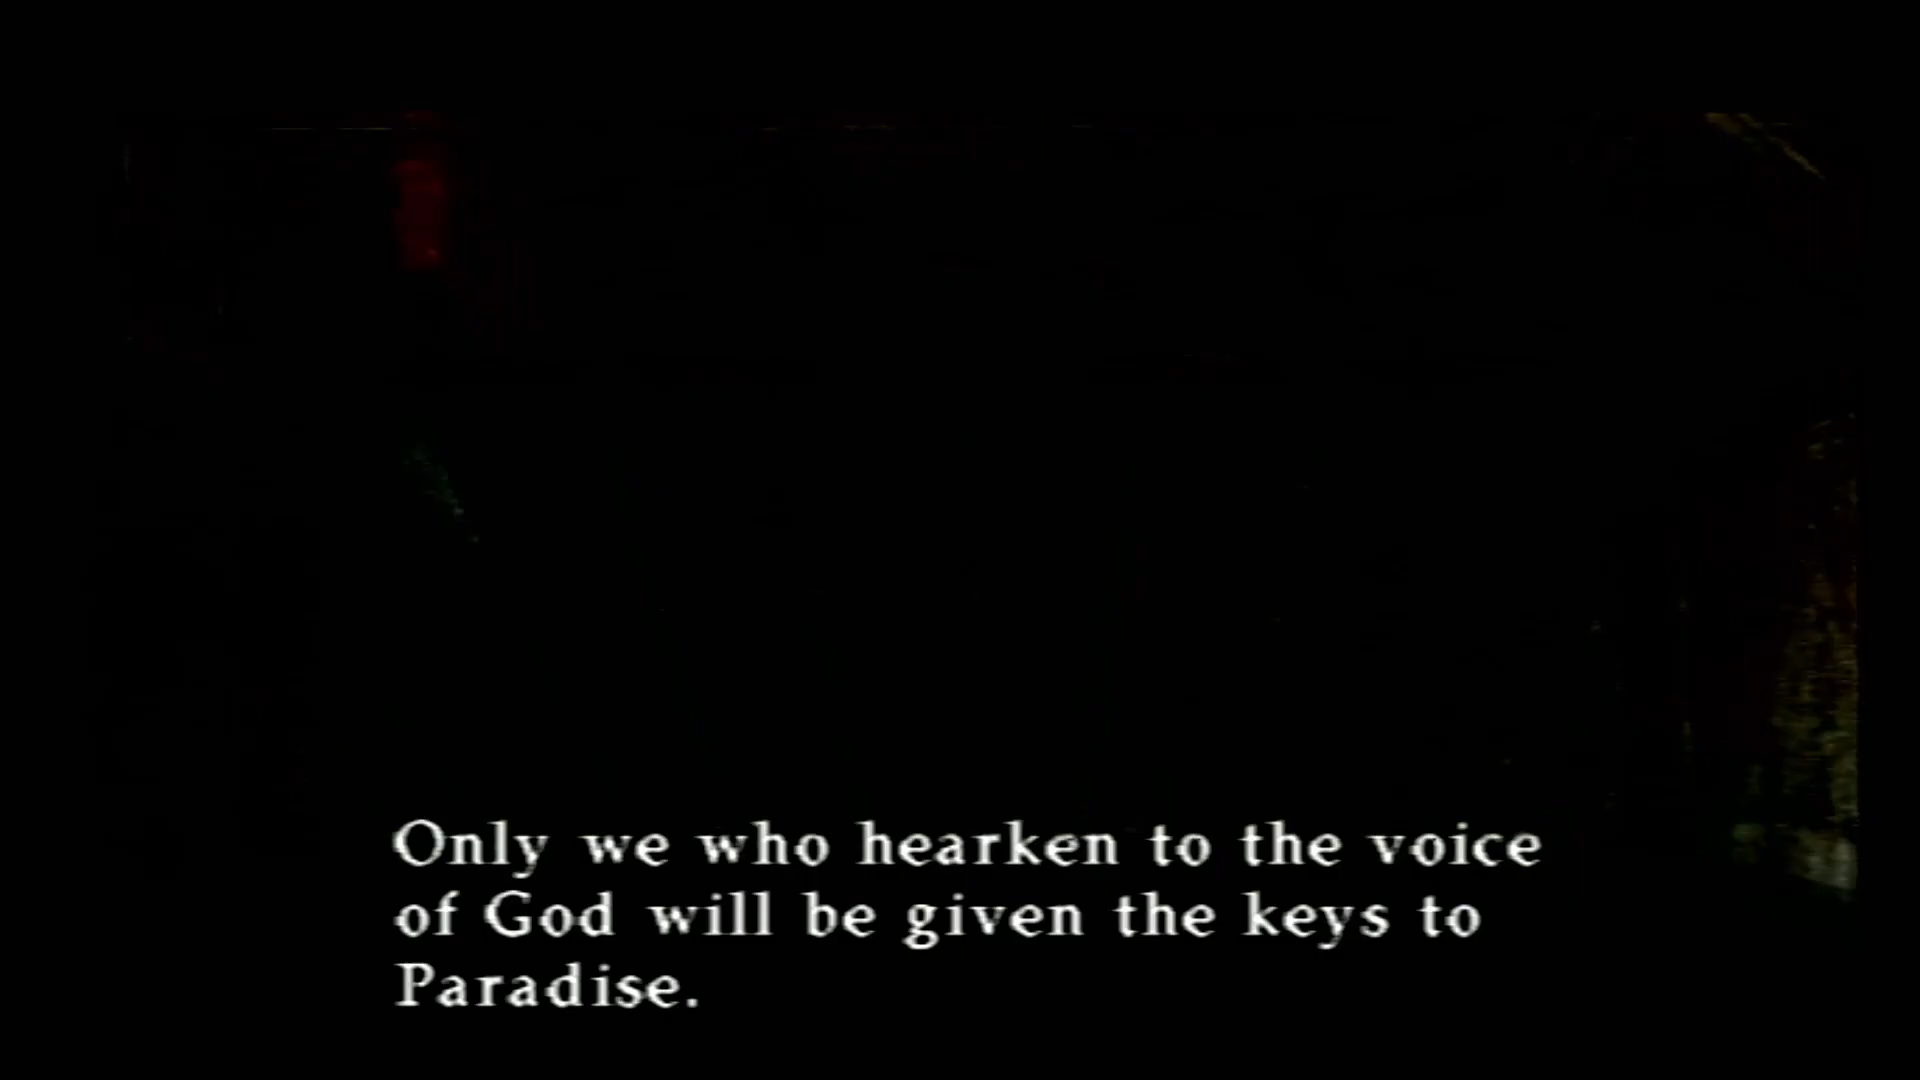 Only we who hearken to the voice
of God will be given the keys to
Paradise.